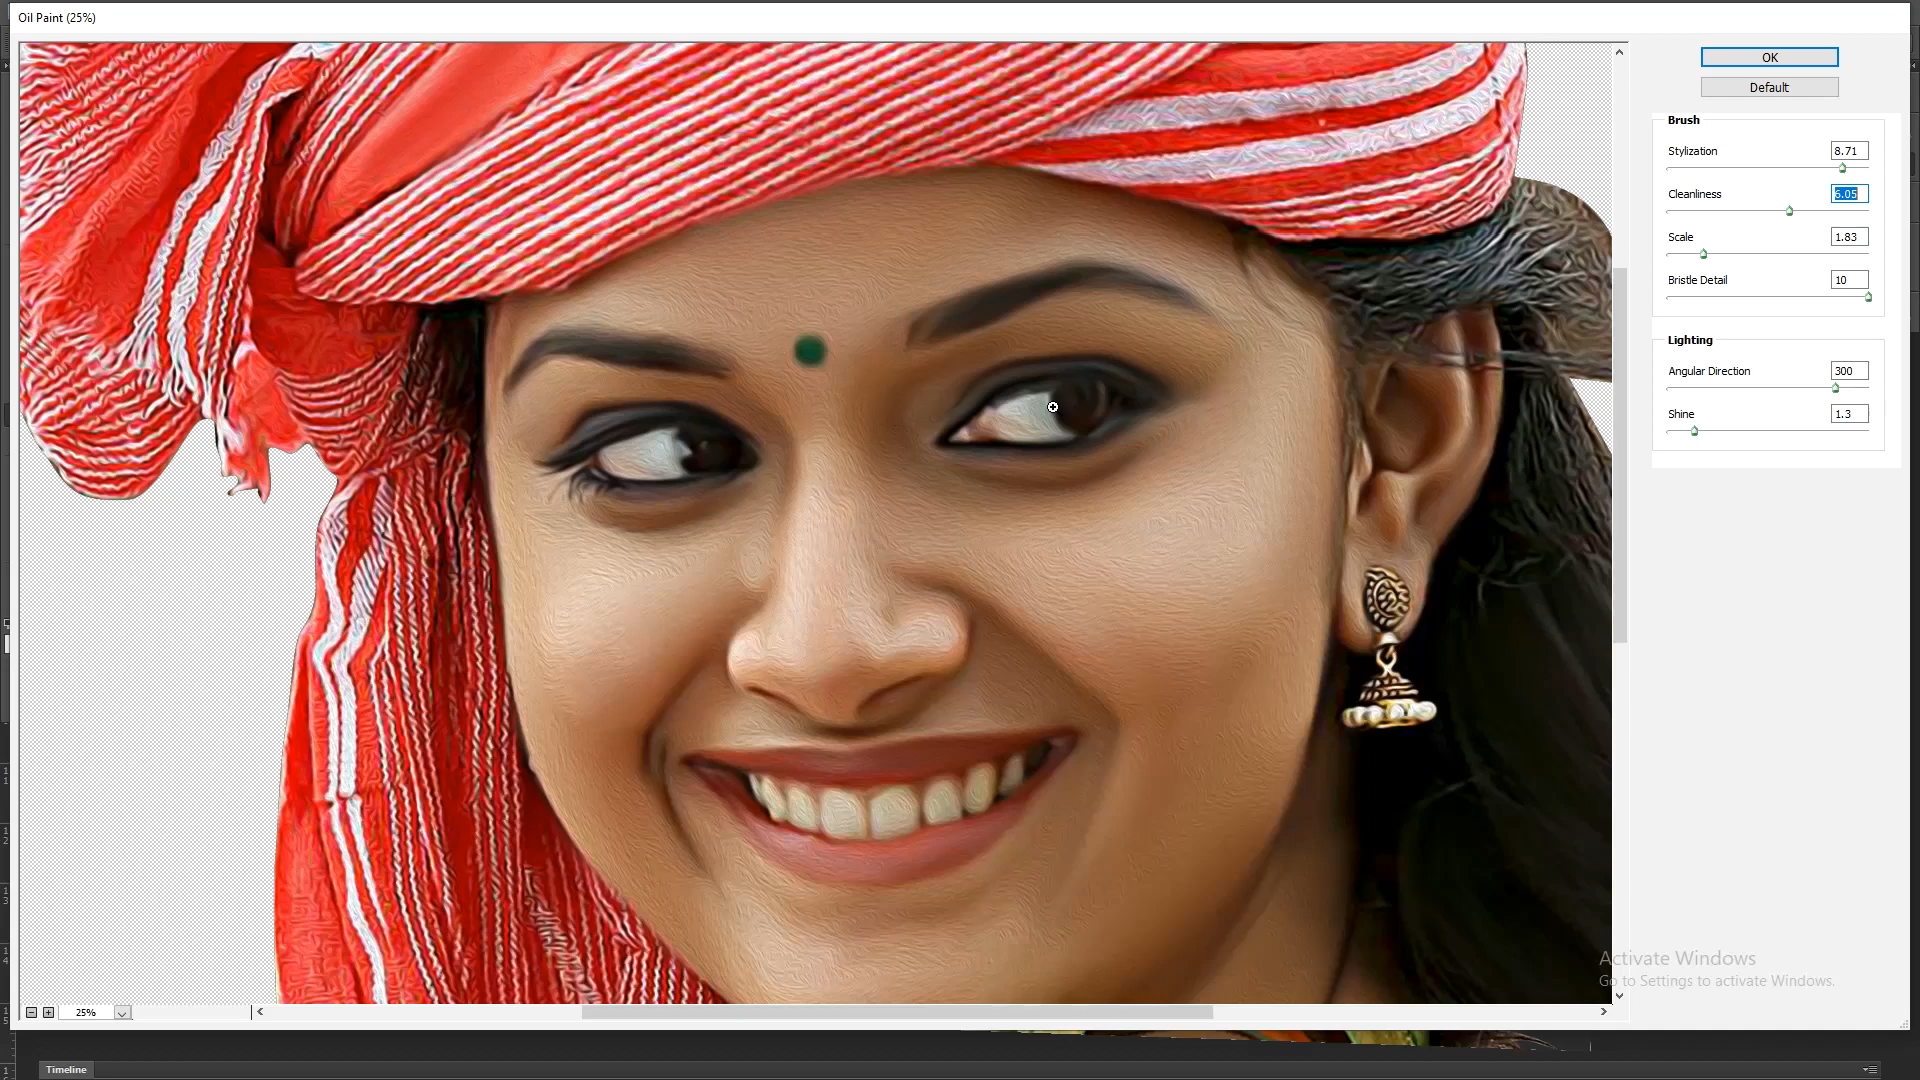 Oil Paint (25%)
OK
Default
Brush
Stylization 8.71
Cleanliness 6.05
Scale 1.83
Bristle Detail 10
Lighting
Angular Direction 300
Shine 1.3
Activate Windows
Go to Settings to activate Windows.
25%
Timeline